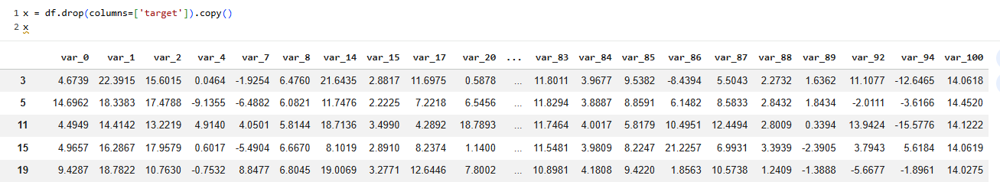 1 x = df.drop(columns=['target']).copy()
2 x
var_0 var_1 var_2 var_4 var_7 var_8 var_14 var_15 var_17 var_20 ... var_83 var_84 var_85 var_86 var_87 var_88 var_89 var_92 var_94 var_100
3 4.6739 22.3915 15.6015 0.0464 -1.9254 6.4760 21.6435 2.8817 11.6975 0.5878 ... 11.8011 3.9677 9.5382 -8.4394 5.5043 2.2732 1.6362 11.1077 -12.6465 14.0618
5 14.6962 18.3383 17.4788 -9.1355 -6.4882 6.0821 11.7476 2.2225 7.2218 6.5456 ... 11.8294 3.8887 8.8591 6.1482 8.5833 2.8432 1.8434 -2.0111 -3.6166 14.4520
11 4.4949 14.4142 13.2219 4.9140 4.0501 5.8144 18.7136 3.4990 4.2892 18.7893 ... 11.7464 4.0017 5.8179 10.4951 12.4494 2.8009 0.3394 13.9424 -15.5776 14.1222
15 4.9657 16.2867 17.9579 0.6017 -5.4904 6.6670 8.1019 2.8910 8.2374 1.1400 ... 11.5481 3.9809 8.2247 21.2257 6.9931 3.3939 -2.3905 3.7943 5.6184 14.0619
19 9.4287 18.7822 10.7630 -0.7532 8.8477 6.8045 19.0069 3.2771 12.6446 7.8002 ... 10.8981 4.1808 9.4220 1.8563 10.5738 1.2409 -1.3888 -5.6677 -1.8961 14.0275